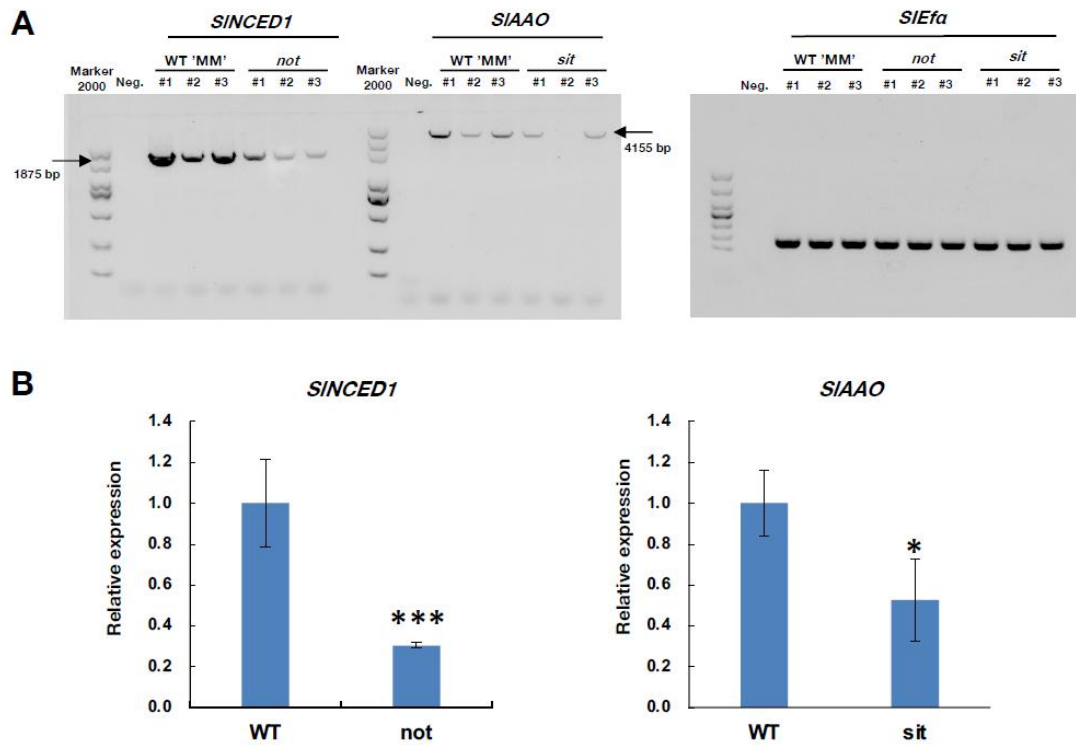 A
SlNCED1
SlAAO
SlEfα
WT 'MM'
not
WT 'MM'
sit
WT 'MM'
not
sit
Marker
2000
Neg.
#1 #2 #3
#1 #2 #3
Marker
2000
Neg.
#1 #2 #3
#1 #2 #3
Neg.
#1 #2 #3
#1 #2 #3
#1 #2 #3
1875 bp
4155 bp
B
SlNCED1
SlAAO
Relative expression
1.4
1.2
1.0
0.8
0.6
0.4
0.2
0.0
***
WT
not
Relative expression
1.4
1.2
1.0
0.8
0.6
0.4
0.2
0.0
*
WT
sit